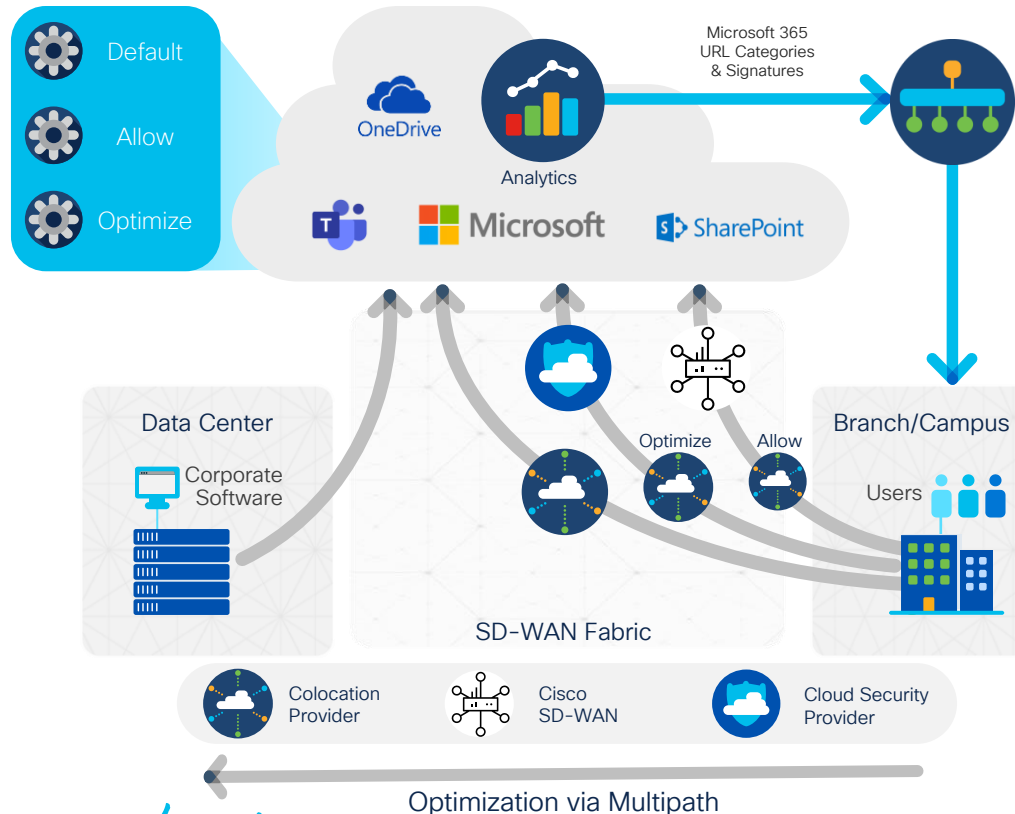 Default
Allow
Optimize
OneDrive
Analytics
Microsoft 365
URL Categories
& Signatures
T
Microsoft
S
SharePoint
Data Center
Corporate
Software
Optimize
Allow
Branch/Campus
Users
SD-WAN Fabric
Colocation
Provider
Cisco
SD-WAN
Cloud Security
Provider
Optimization via Multipath